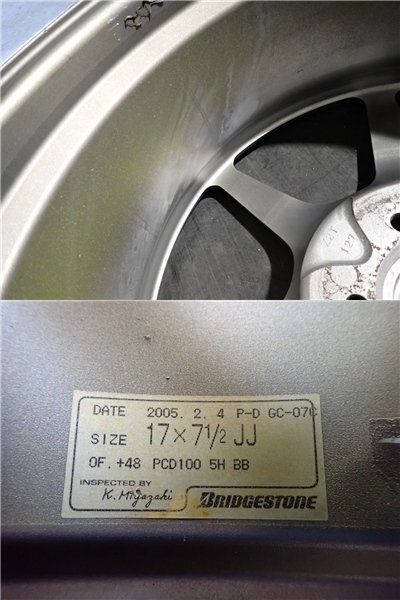 127
DATE 2005. 2. 4 P-D GC-07C
SIZE 17×7½ JJ
OF. +48 PCD100 5H BB
INSPECTED BY
K. Miyazaki BRIDGESTONE